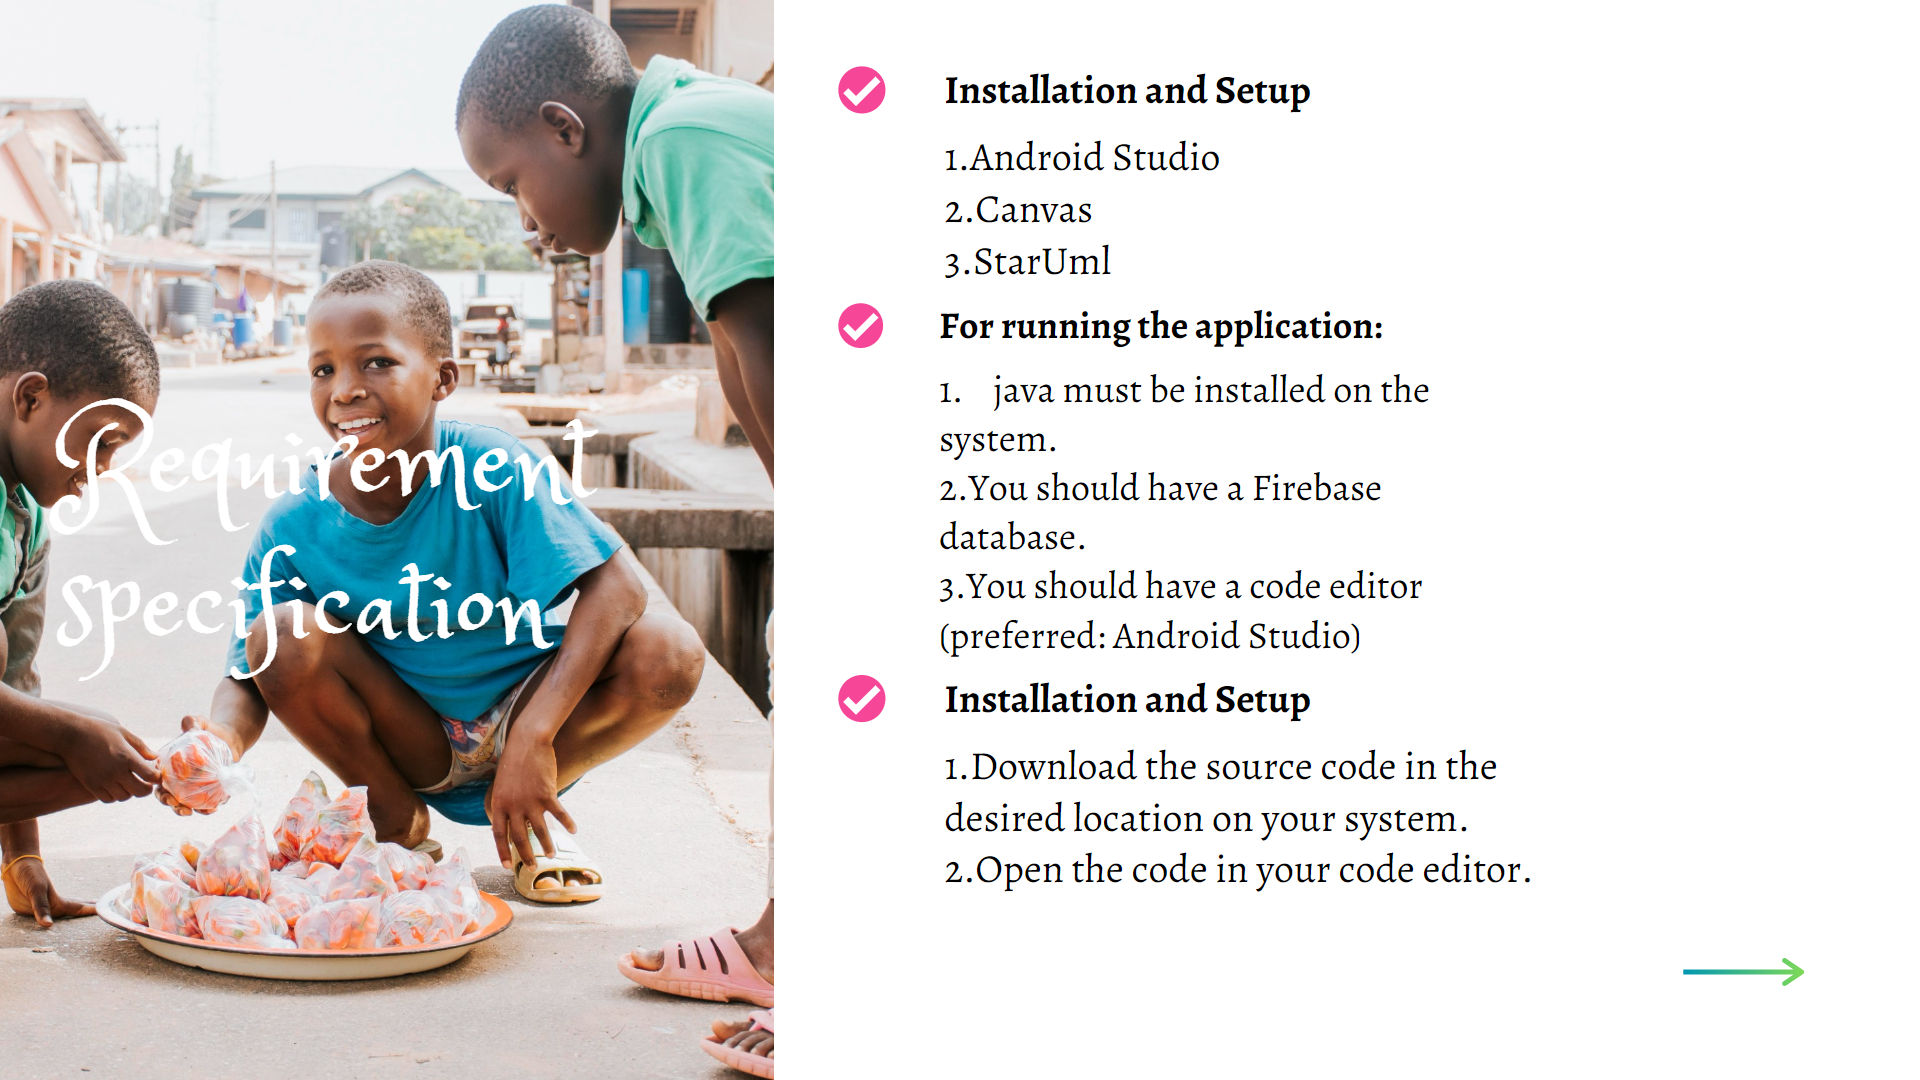 Requirement
specification
Installation and Setup
1.Android Studio
2.Canvas
3.StarUml
For running the application:
1. java must be installed on the
system.
2.You should have a Firebase
database.
3.You should have a code editor
(preferred: Android Studio)
Installation and Setup
1.Download the source code in the
desired location on your system.
2.Open the code in your code editor.